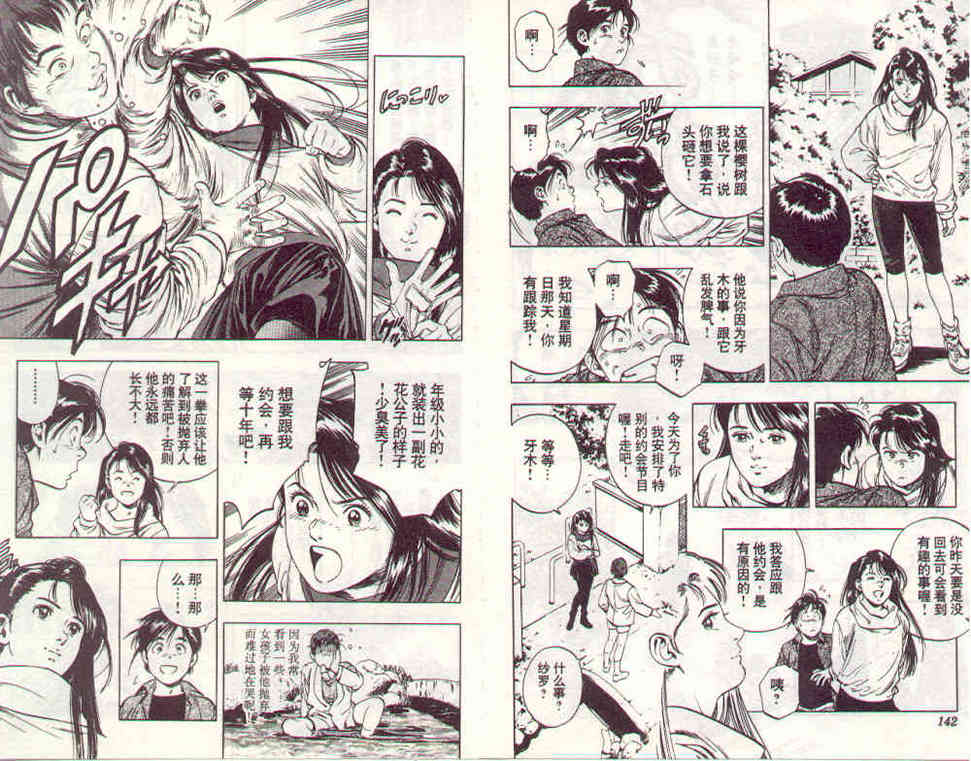 啊…
这棵樱树跟
我说了，说
你想要拿石
头砸它！
啊…
他说你因为牙
木的事，跟它
乱发脾气！
啊…
呀！
我知道星期
日那天，你
有跟踪我！
今天为了你
，我安排了特
别的约会节目
喔！走吧！
等等…
牙木！
你昨天要是没
回去可会看到
有趣的事喔！
我答应跟
他约会，是
有原因的！
咦？
什么事？
纱罗？
142
にっこり♥
年级小小的，
就装出一副花
花公子的样子
！少臭美了！
想要跟我
约会，再
等十年吧！
这一拳应该让他
了解到被抛弃人
的痛苦吧！否则
他永远都
长不大！
………
因为我常
看到一些，
女孩子被他抛弃
而难过地在哭呢！
那…那
么…！